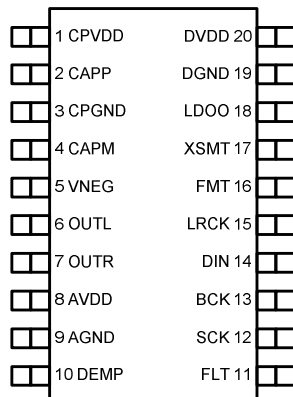 1 CPVDD DVDD 20
2 CAPP DGND 19
3 CPGND LDOO 18
4 CAPM XSMT 17
5 VNEG FMT 16
6 OUTL LRCK 15
7 OUTR DIN 14
8 AVDD BCK 13
9 AGND SCK 12
10 DEMP FLT 11